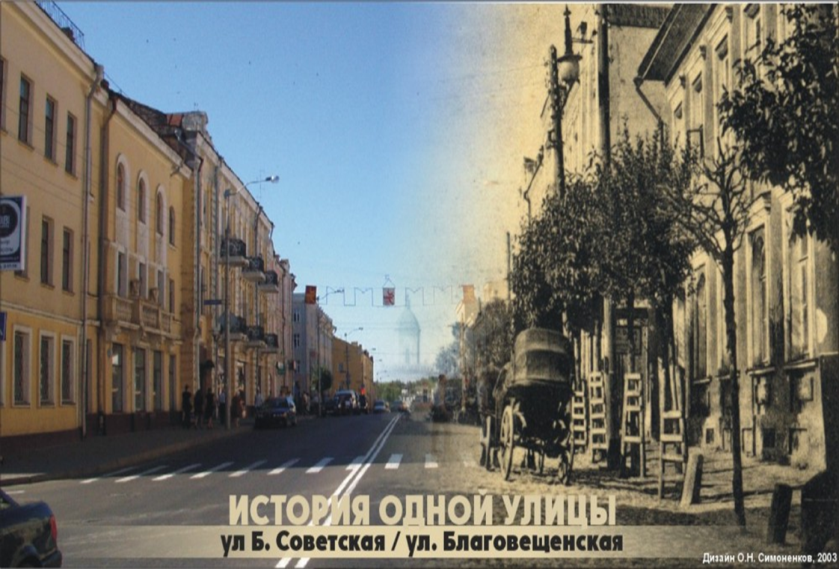 ИСТОРИЯ ОДНОЙ УЛИЦЫ
ул Б. Советская / ул. Благовещенская
Дизайн О.Н. Симоненков, 2003